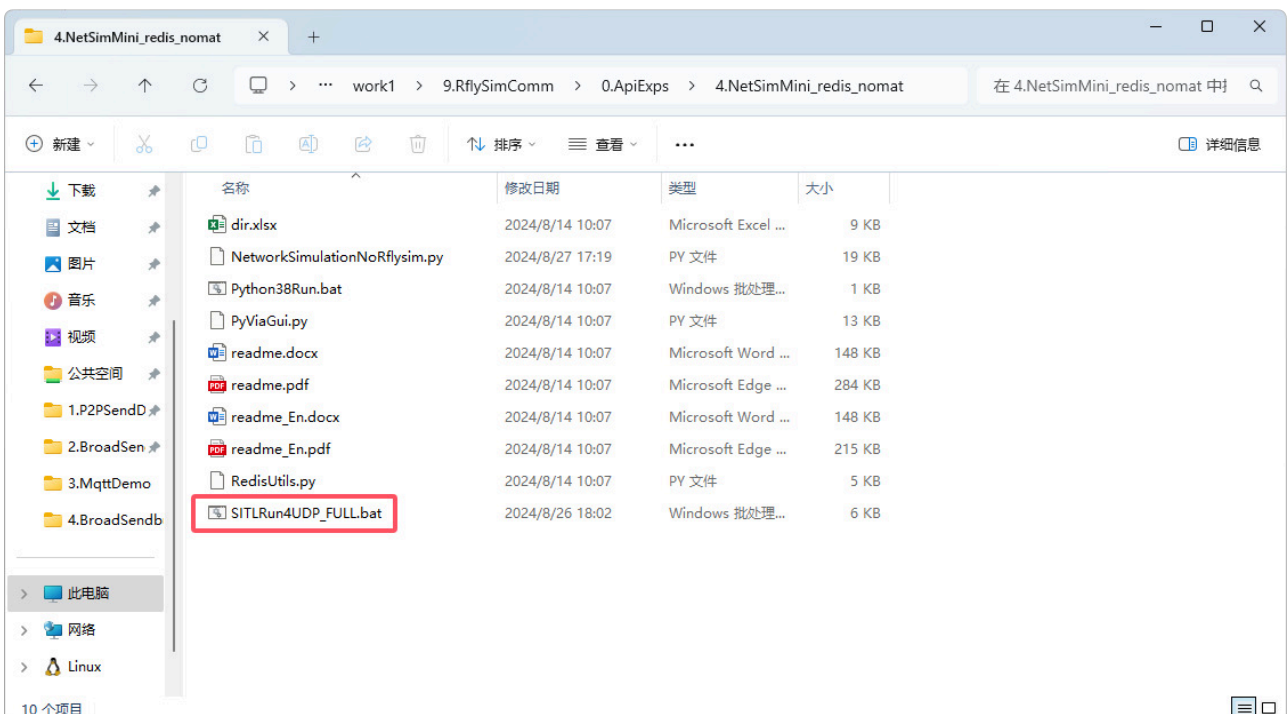 4.NetSimMini_redis_nomat
work1 > 9.RflySimComm > 0.ApiExps > 4.NetSimMini_redis_nomat
在 4.NetSimMini_redis_nomat 中
新建 排序 查看 详细信息
名称 修改日期 类型 大小
下载
文档
图片
音乐
视频
公共空间
1.P2PSendD
2.BroadSen
3.MqttDemo
4.BroadSendb
此电脑
网络
Linux
dir.xlsx 2024/8/14 10:07 Microsoft Excel ... 9 KB
NetworkSimulationNoRflysim.py 2024/8/27 17:19 PY 文件 19 KB
Python38Run.bat 2024/8/14 10:07 Windows 批处理... 1 KB
PyViaGui.py 2024/8/14 10:07 PY 文件 13 KB
readme.docx 2024/8/14 10:07 Microsoft Word ... 148 KB
readme.pdf 2024/8/14 10:07 Microsoft Edge ... 284 KB
readme_En.docx 2024/8/14 10:07 Microsoft Word ... 148 KB
readme_En.pdf 2024/8/14 10:07 Microsoft Edge ... 215 KB
RedisUtils.py 2024/8/14 10:07 PY 文件 5 KB
SITLRun4UDP_FULL.bat 2024/8/26 18:02 Windows 批处理... 6 KB
10 个项目